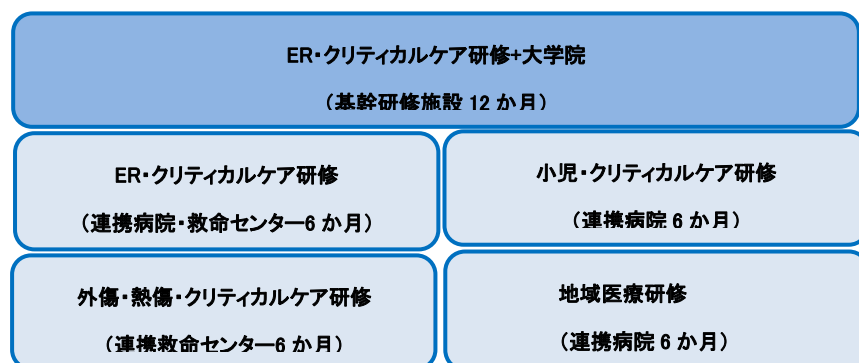 ER・クリティカルケア研修+大学院
（基幹研修施設 12 か月）
ER・クリティカルケア研修
（連携病院・救命センター6 か月）
小児・クリティカルケア研修
（連携病院 6 か月）
外傷・熱傷・クリティカルケア研修
（連携救命センター6 か月）
地域医療研修
（連携病院 6 か月）